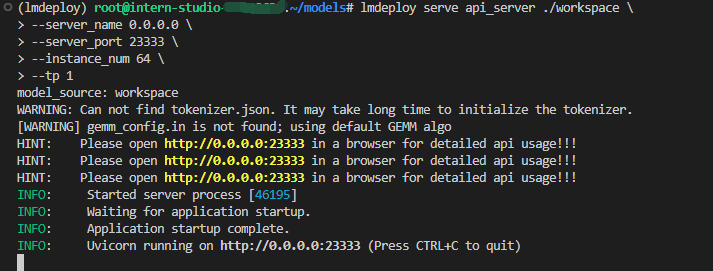 (lmdeploy) root@intern-studio- :~/models# lmdeploy serve api_server ./workspace \
> --server_name 0.0.0.0 \
> --server_port 23333 \
> --instance_num 64 \
> --tp 1
model_source: workspace
WARNING: Can not find tokenizer.json. It may take long time to initialize the tokenizer.
[WARNING] gemm_config.in is not found; using default GEMM algo
HINT:    Please open http://0.0.0.0:23333 in a browser for detailed api usage!!!
HINT:    Please open http://0.0.0.0:23333 in a browser for detailed api usage!!!
HINT:    Please open http://0.0.0.0:23333 in a browser for detailed api usage!!!
INFO:     Started server process [46195]
INFO:     Waiting for application startup.
INFO:     Application startup complete.
INFO:     Uvicorn running on http://0.0.0.0:23333 (Press CTRL+C to quit)